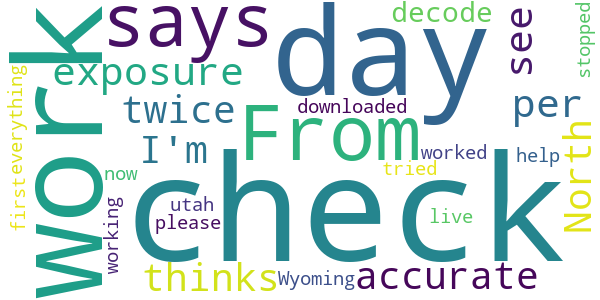 says
day
decode
see
stopped
work
exposure
twice
downloaded
per
From
I'm
worked
help
North
first
everything
now
tried
check
working
utah
please
live
thinks
Wyoming
accurate